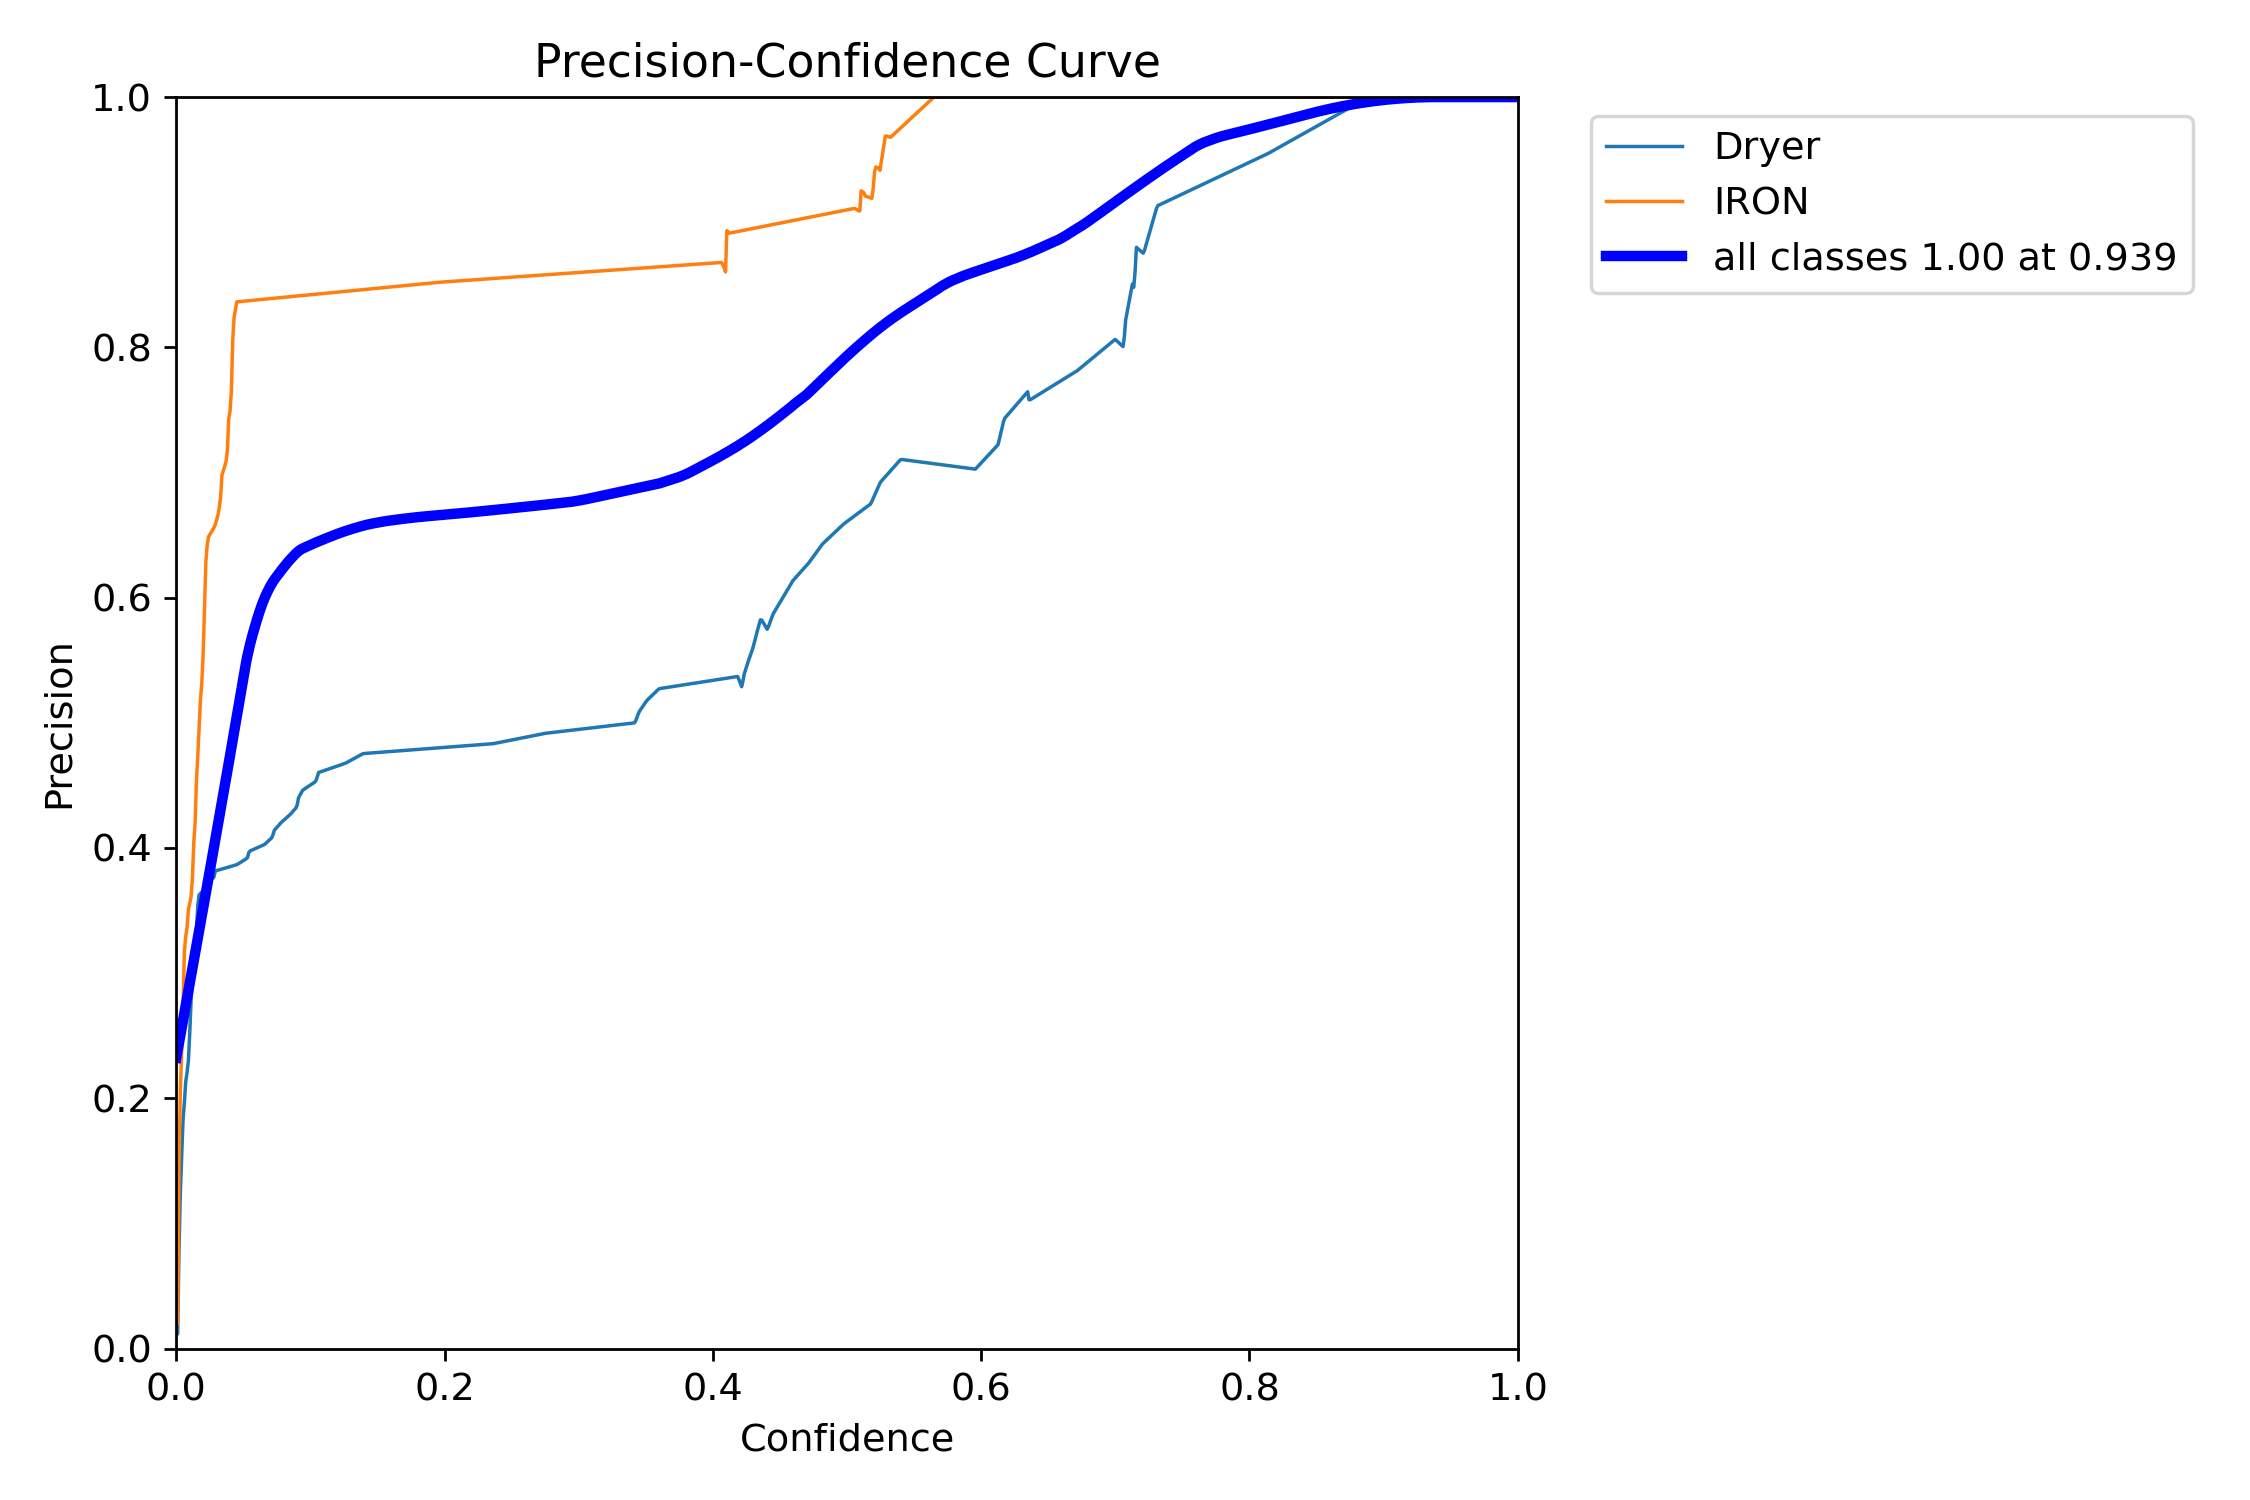 Precision-Confidence Curve
1.0
0.8
0.6
0.4
0.2
0.0
Precision
0.0 0.2 0.4 0.6 0.8 1.0
Confidence
Dryer
IRON
all classes 1.00 at 0.939